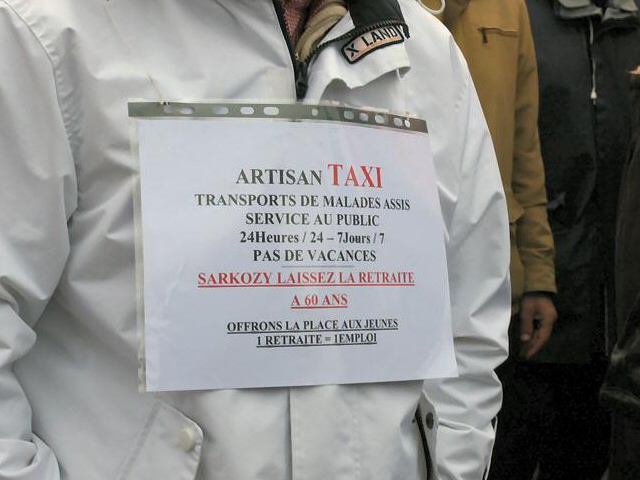 X LAND
ARTISAN TAXI
TRANSPORTS DE MALADES ASSIS
SERVICE AU PUBLIC
24Heures / 24 – 7Jours / 7
PAS DE VACANCES
SARKOZY LAISSEZ LA RETRAITE
A 60 ANS
OFFRONS LA PLACE AUX JEUNES
1 RETRAITE = 1EMPLOI